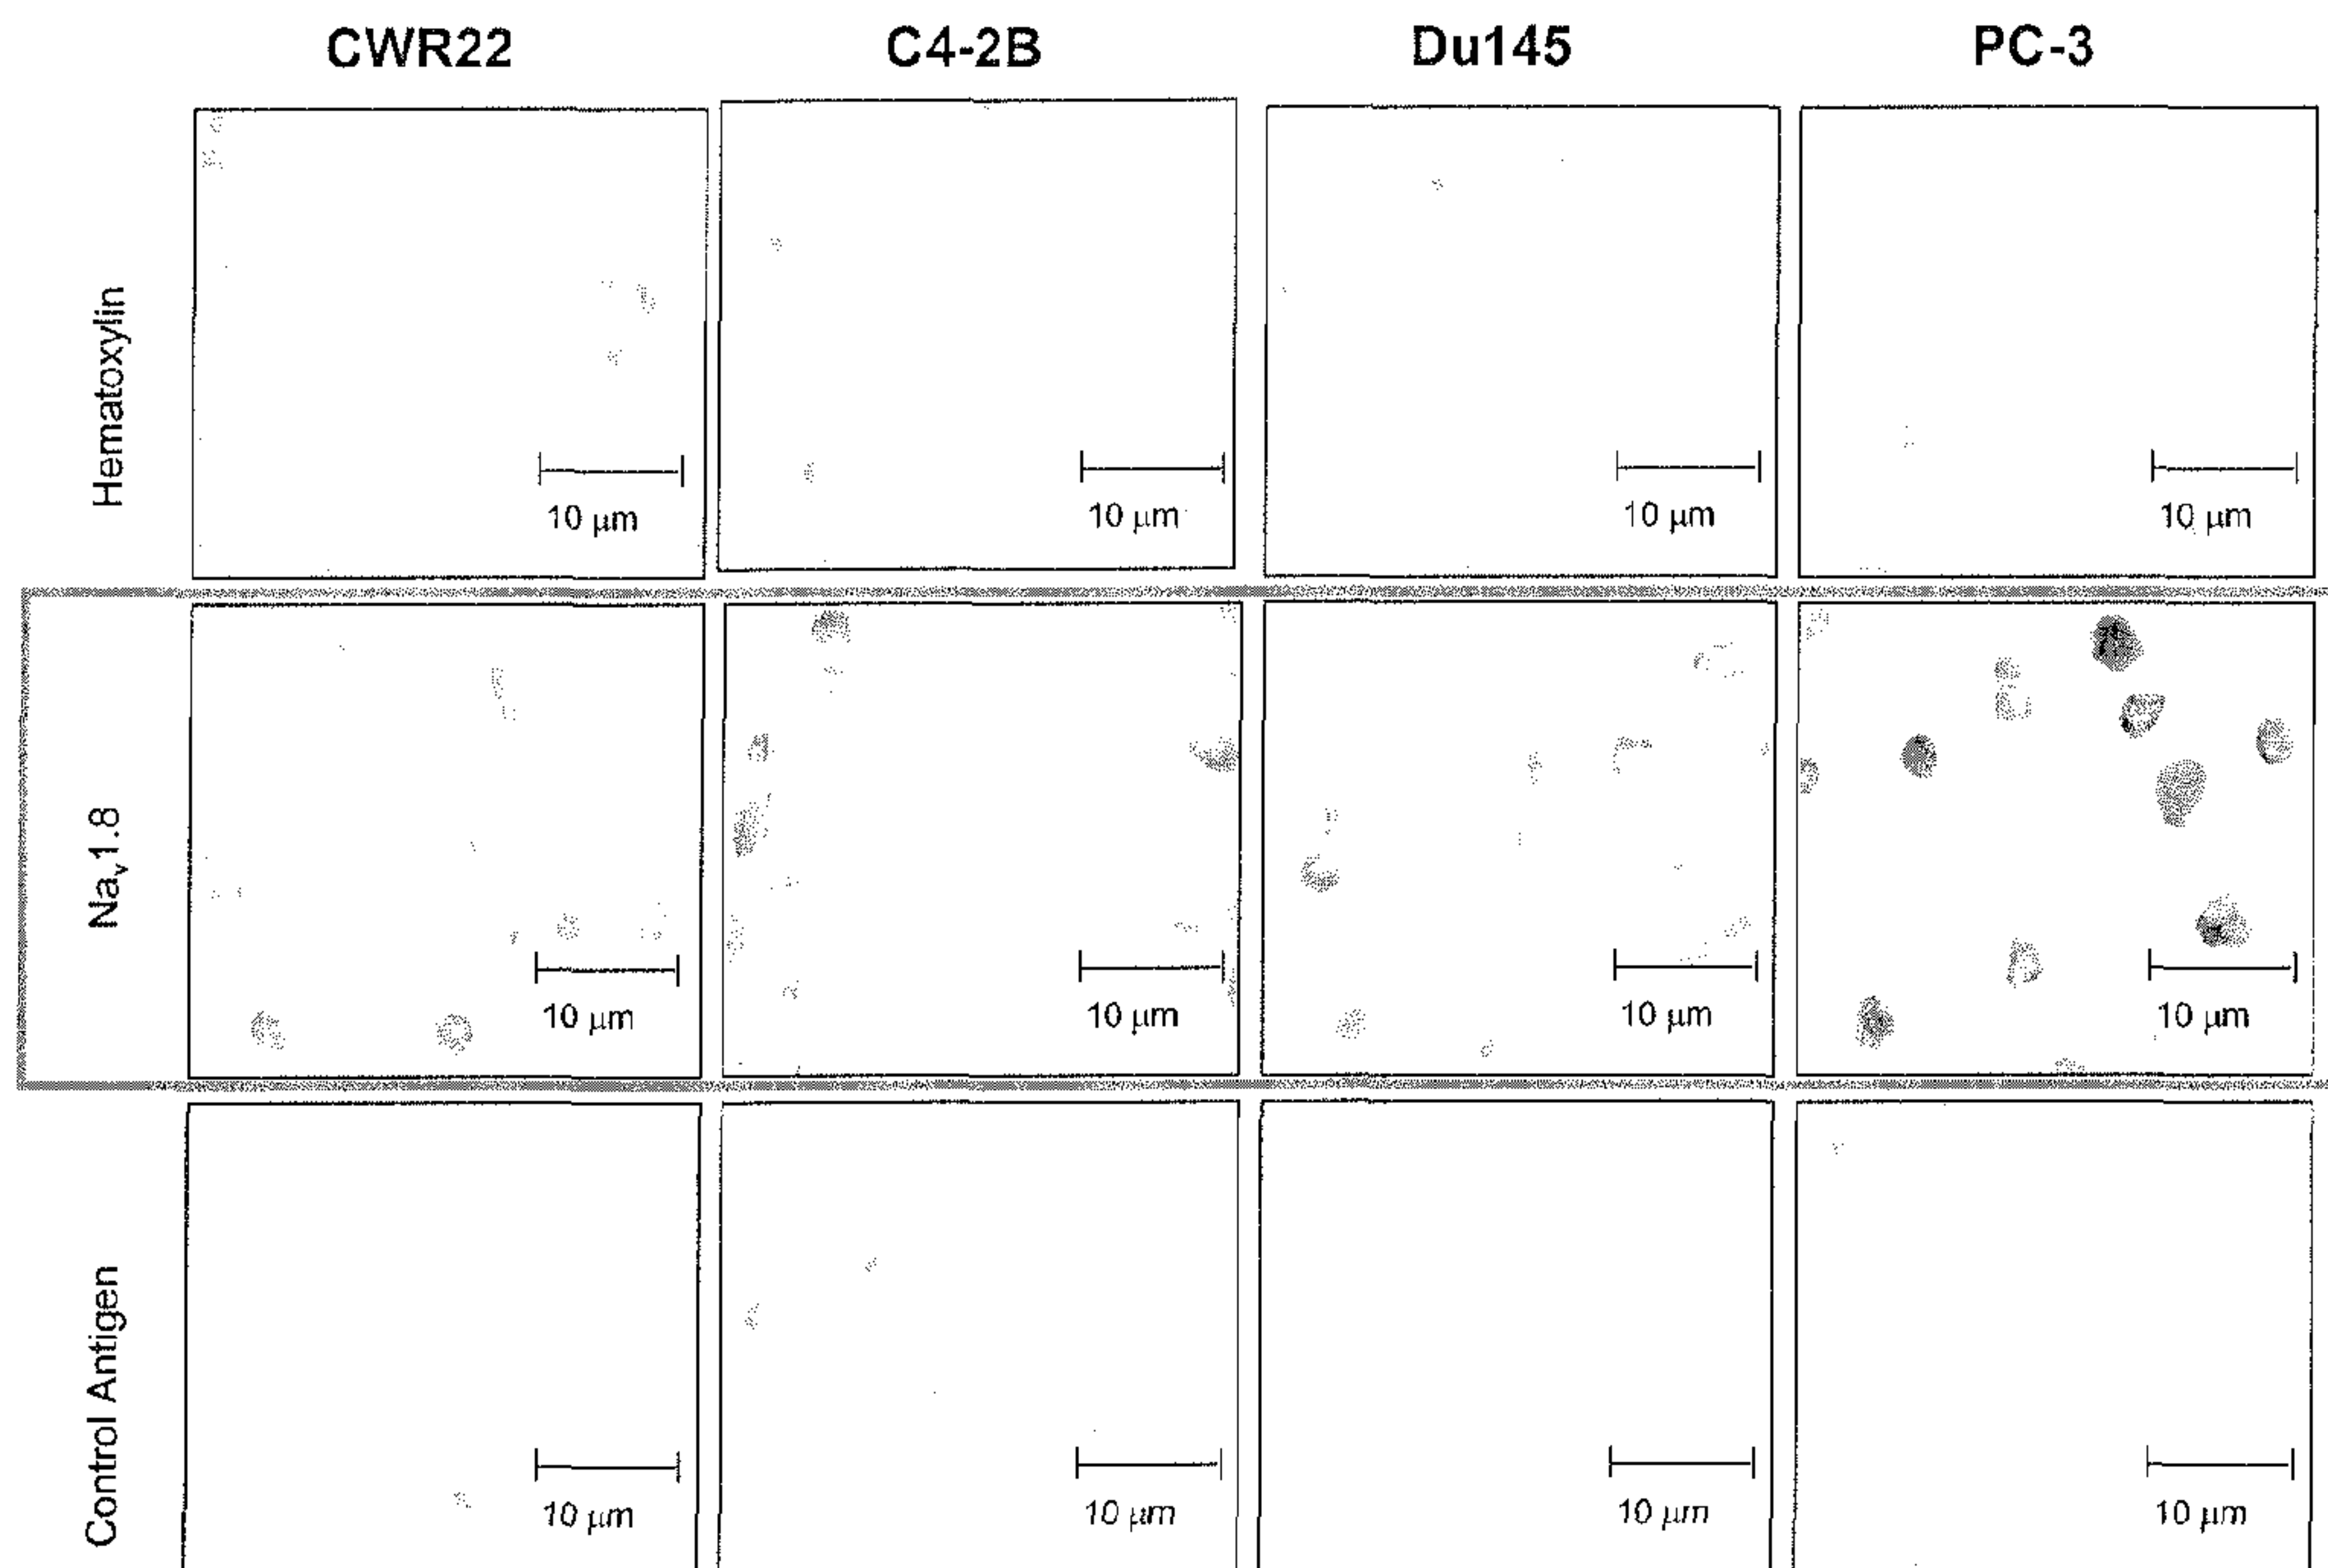 CWR22 C4-2B Du145 PC-3
Hematoxylin
10 μm 10 μm 10 μm 10 μm
Nav1.8
10 μm 10 μm 10 μm 10 μm
Control Antigen
10 μm 10 μm 10 μm 10 μm